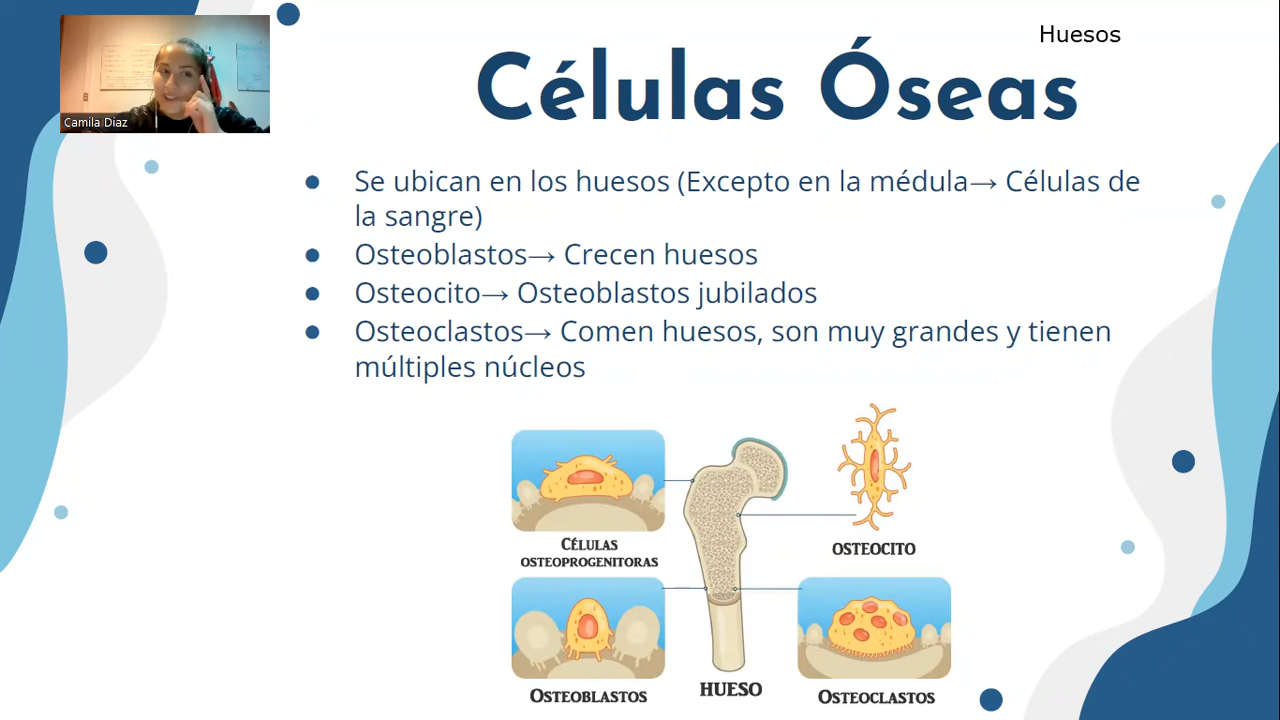 Huesos
Células Óseas
Camila Diaz
● Se ubican en los huesos (Excepto en la médula→ Células de
la sangre)
● Osteoblastos→ Crecen huesos
● Osteocito→ Osteoblastos jubilados
● Osteoclastos→ Comen huesos, son muy grandes y tienen
múltiples núcleos
CÉLULAS
OSTEOPROGENITORAS
OSTEOCITO
OSTEOBLASTOS
HUESO
OSTEOCLASTOS